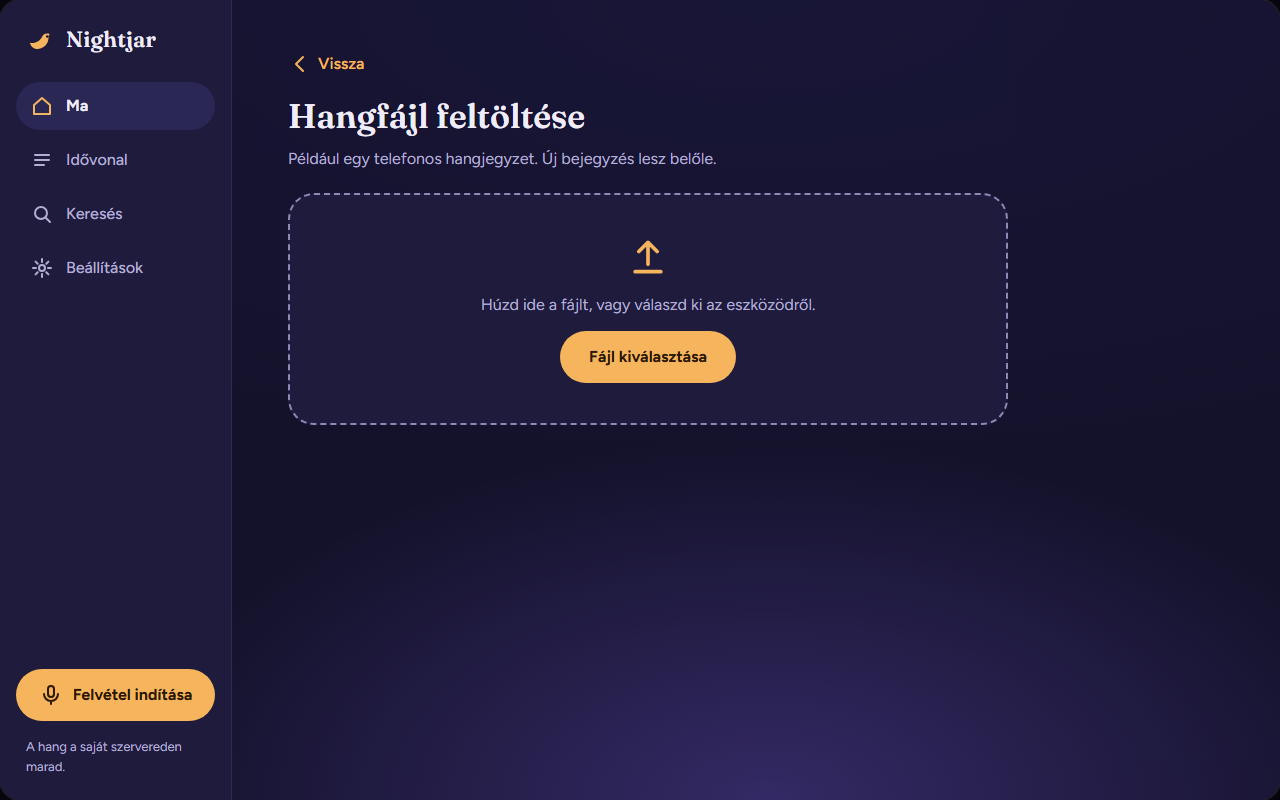 Nightjar
Ma
Idővonal
Keresés
Beállítások
Felvétel indítása
A hang a saját szervereden
marad.
Vissza
Hangfájl feltöltése
Például egy telefonos hangjegyzet. Új bejegyzés lesz belőle.
Húzd ide a fájlt, vagy válaszd ki az eszközödről.
Fájl kiválasztása